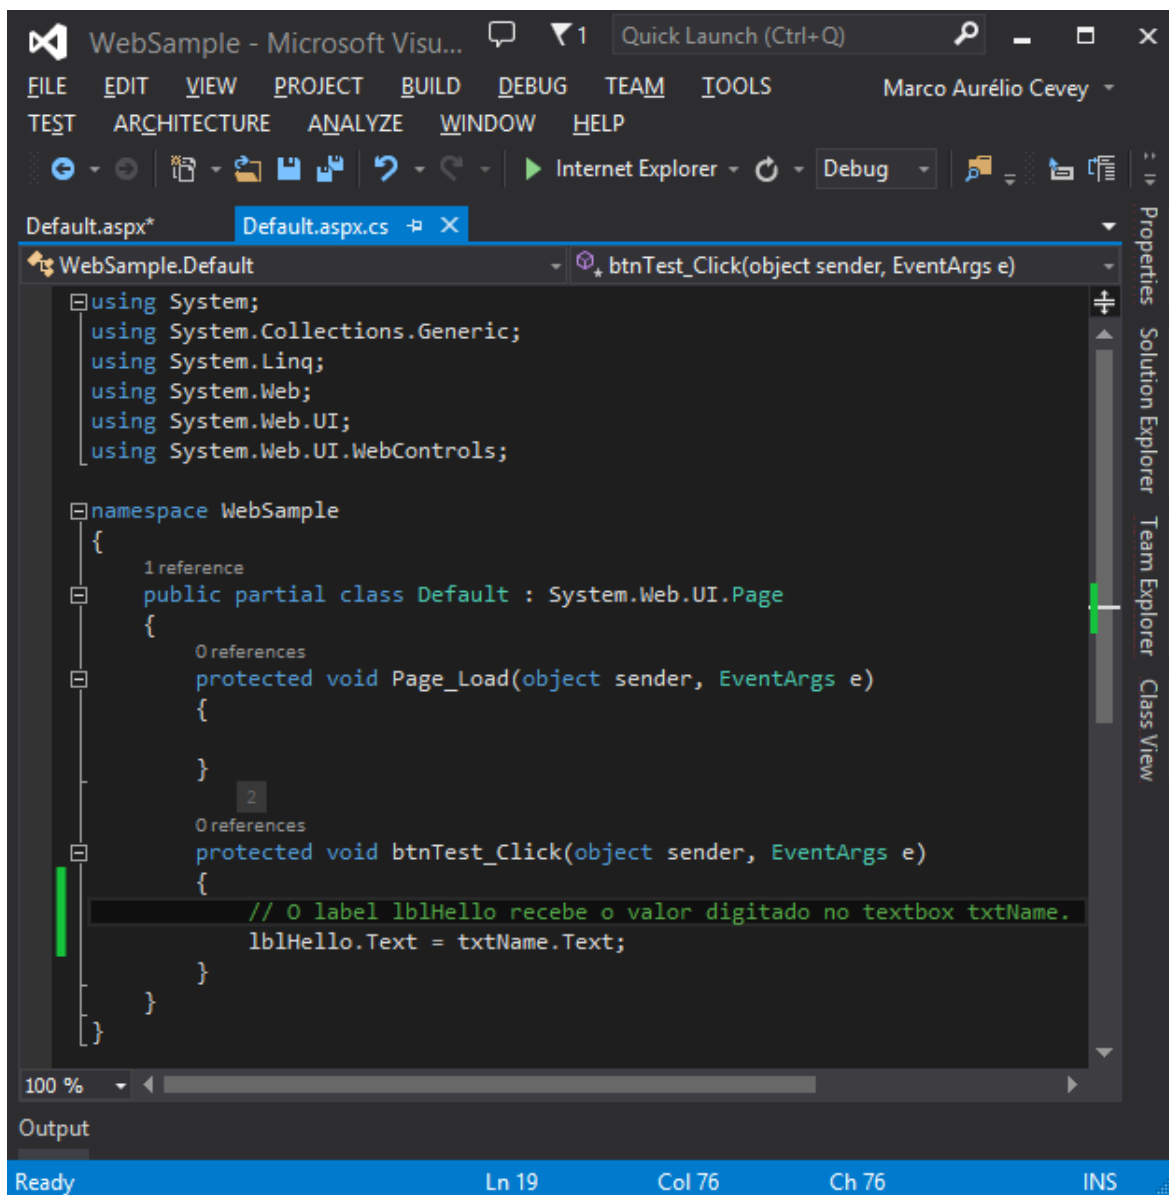 WebSample - Microsoft Visu... 1 Quick Launch (Ctrl+Q)
FILE EDIT VIEW PROJECT BUILD DEBUG TEAM TOOLS Marco Aurélio Cevey
TEST ARCHITECTURE ANALYZE WINDOW HELP
Internet Explorer Debug
Default.aspx* Default.aspx.cs
WebSample.Default btnTest_Click(object sender, EventArgs e)
using System;
using System.Collections.Generic;
using System.Linq;
using System.Web;
using System.Web.UI;
using System.Web.UI.WebControls;
namespace WebSample
{
1 reference
public partial class Default : System.Web.UI.Page
{
0 references
protected void Page_Load(object sender, EventArgs e)
{
}
2
0 references
protected void btnTest_Click(object sender, EventArgs e)
{
// O label lblHello recebe o valor digitado no textbox txtName.
lblHello.Text = txtName.Text;
}
}
}
100 %
Output
Ready Ln 19 Col 76 Ch 76 INS
Properties
Solution Explorer
Team Explorer
Class View